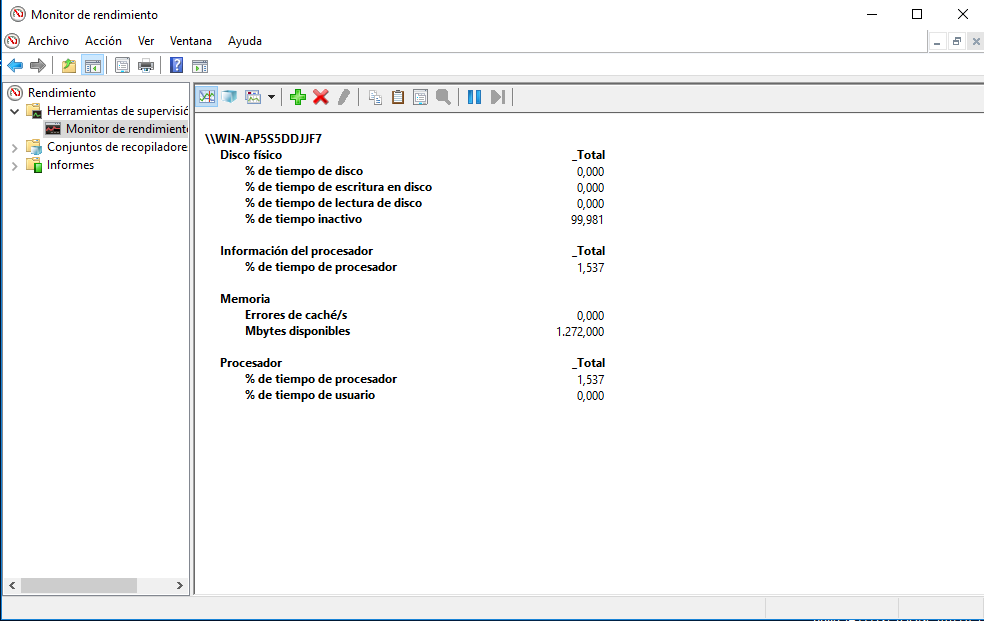 Monitor de rendimiento
Archivo Acción Ver Ventana Ayuda
Rendimiento
Herramientas de supervisió
Monitor de rendimiento
Conjuntos de recopiladore
Informes
\\WIN-AP5S5DDJJF7
Disco físico _Total
% de tiempo de disco 0,000
% de tiempo de escritura en disco 0,000
% de tiempo de lectura de disco 0,000
% de tiempo inactivo 99,981
Información del procesador _Total
% de tiempo de procesador 1,537
Memoria
Errores de caché/s 0,000
Mbytes disponibles 1.272,000
Procesador _Total
% de tiempo de procesador 1,537
% de tiempo de usuario 0,000